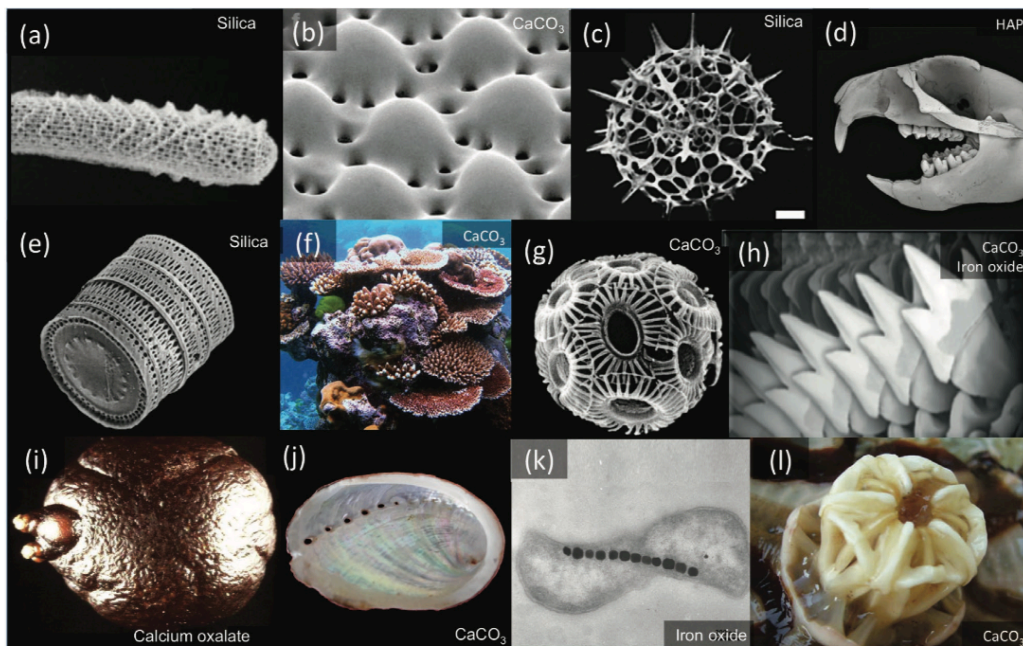 (a)
Silica
(b)
CaCO3
(c)
Silica
(d)
HAP
(e)
Silica
(f)
CaCO3
(g)
CaCO3
(h)
CaCO3
Iron oxide
(i)
Calcium oxalate
(j)
CaCO3
(k)
Iron oxide
(l)
CaCO3